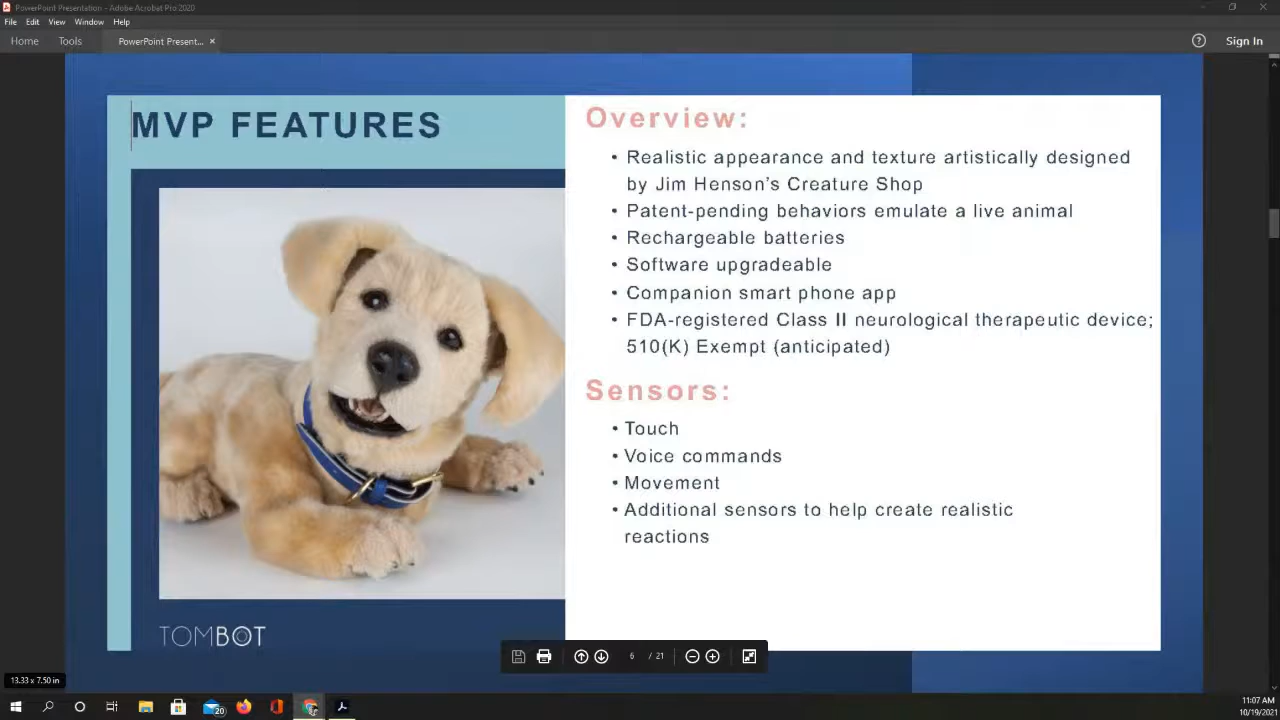 PowerPoint Presentation - Adobe Acrobat Pro 2020
File Edit View Window Help
Home Tools PowerPoint Present... × Sign In
MVP FEATURES
Overview:
• Realistic appearance and texture artistically designed
by Jim Henson's Creature Shop
• Patent-pending behaviors emulate a live animal
• Rechargeable batteries
• Software upgradeable
• Companion smart phone app
• FDA-registered Class II neurological therapeutic device;
510(K) Exempt (anticipated)
Sensors:
• Touch
• Voice commands
• Movement
• Additional sensors to help create realistic
reactions
TOMBOT
6 / 21
13.33 x 7.50 in
20
11:07 AM
10/19/2021